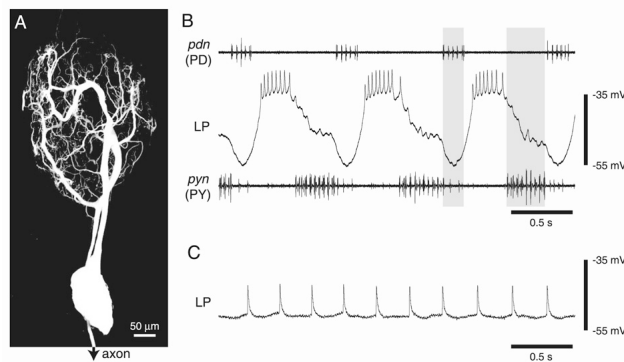 A
50 μm
axon
B
pdn
(PD)
LP
-35 mV
-55 mV
pyn
(PY)
0.5 s
C
LP
-35 mV
-55 mV
0.5 s